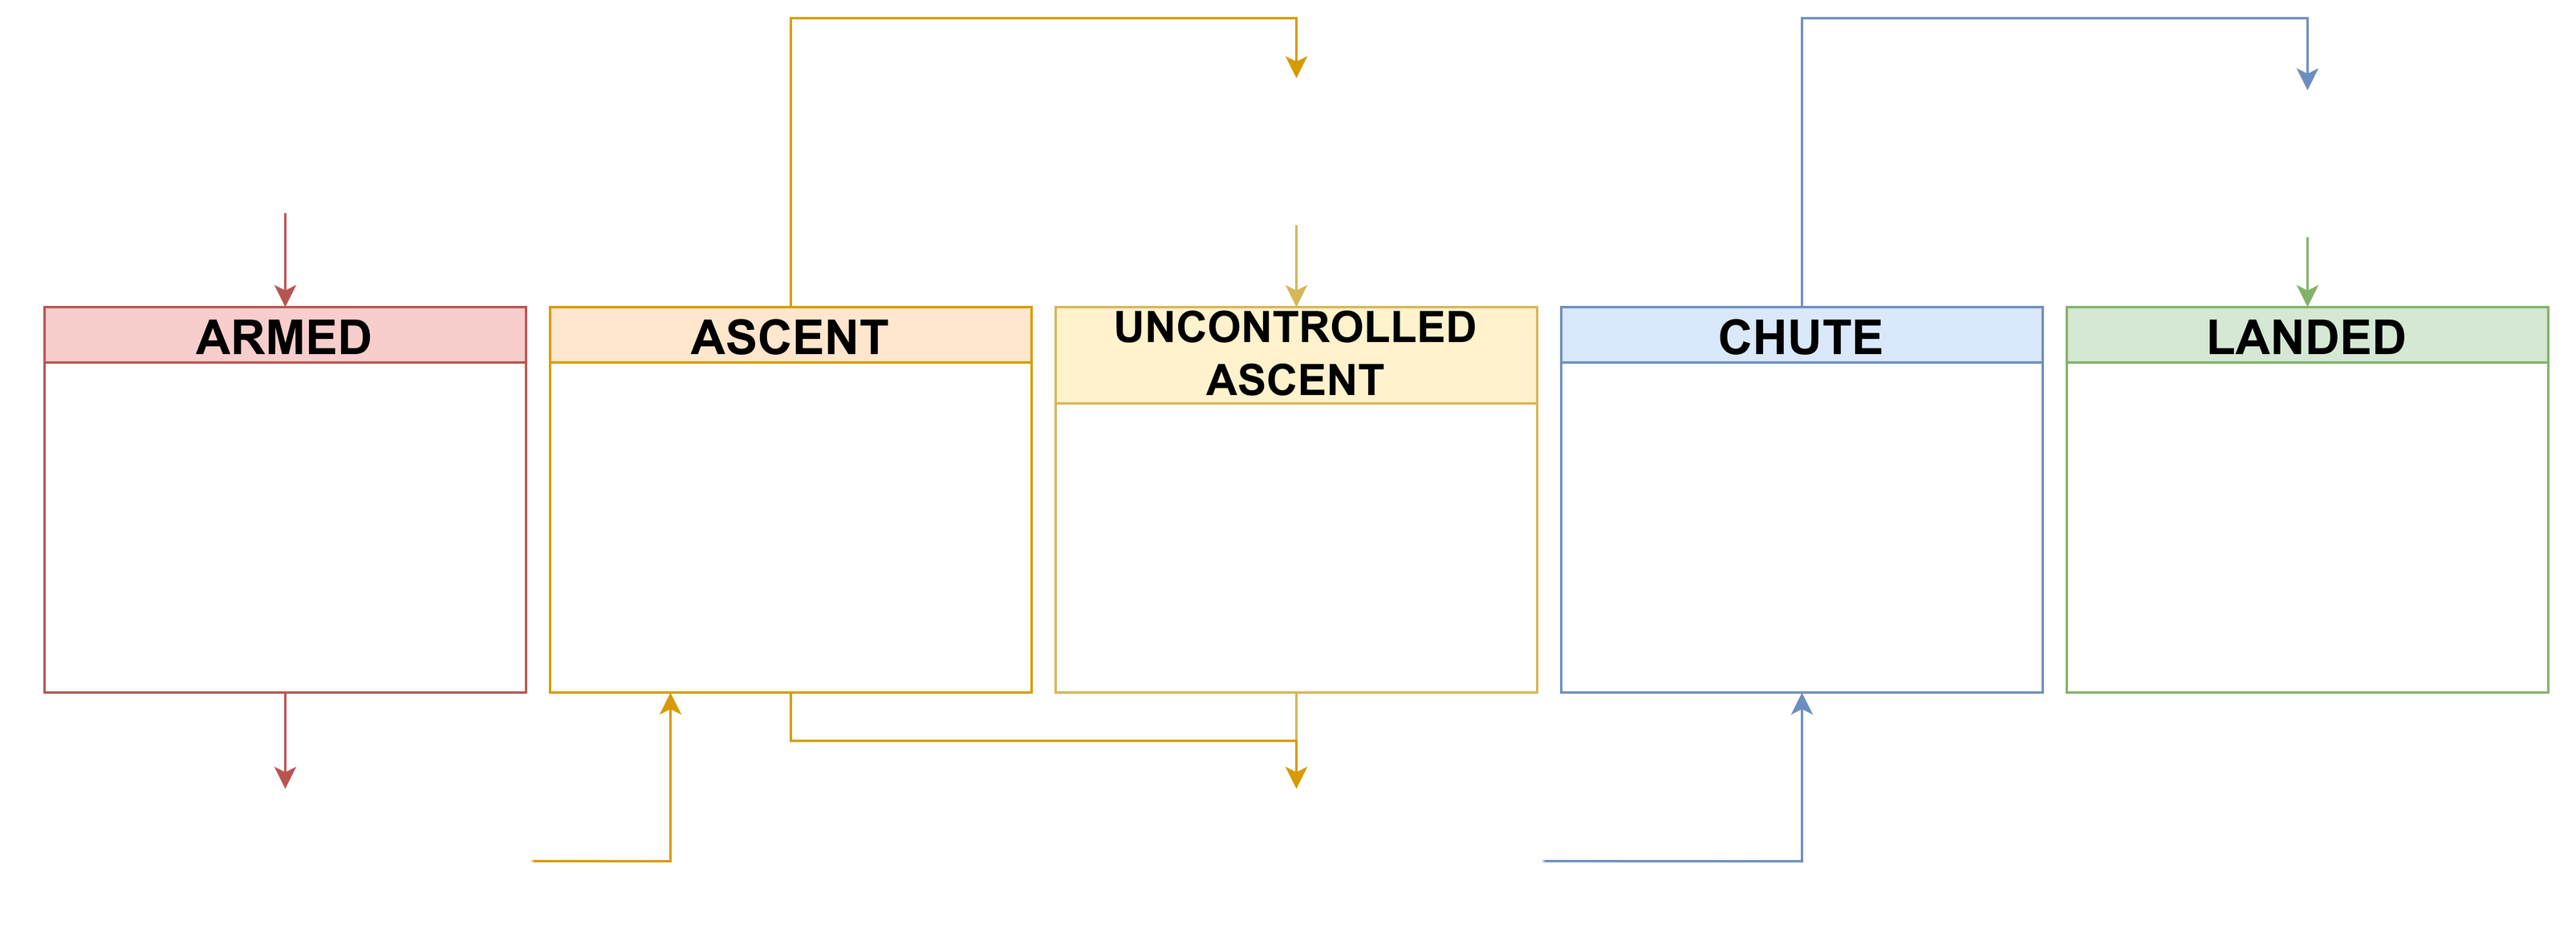 ARMED
ASCENT
UNCONTROLLED
ASCENT
CHUTE
LANDED